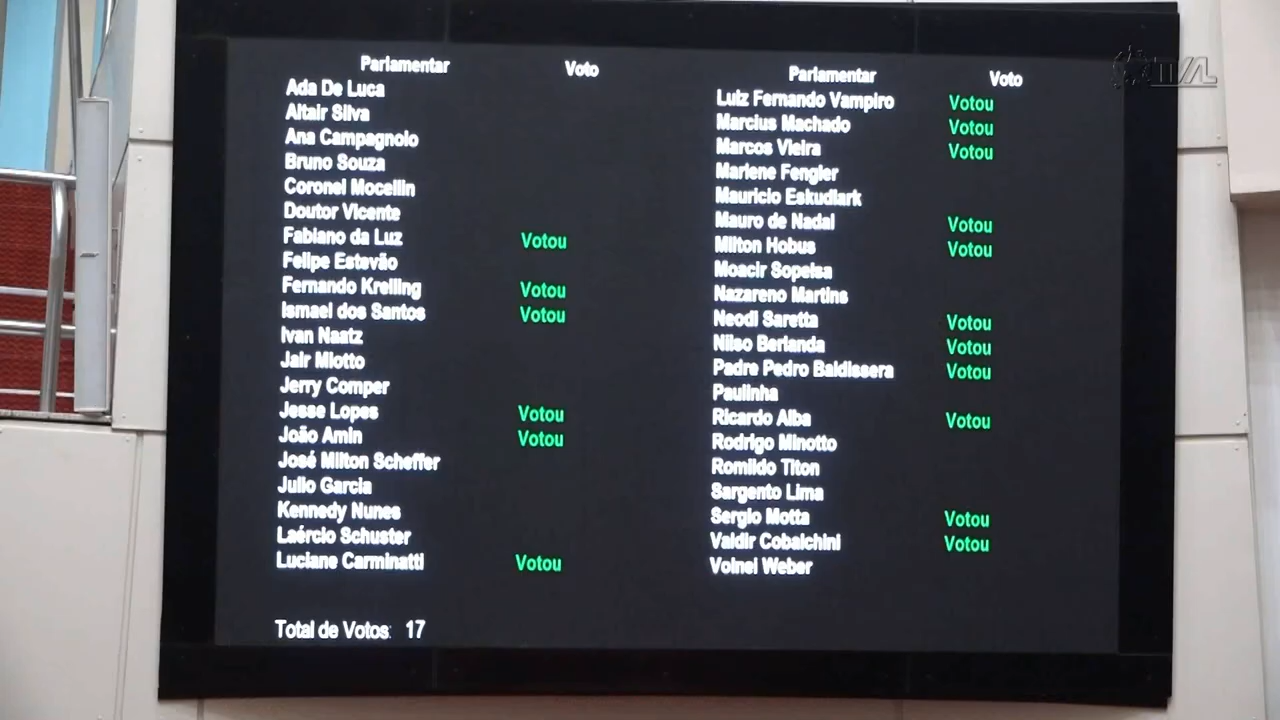 Parlamentar Voto
Ada De Luca
Altair Silva
Ana Campagnolo
Bruno Souza
Coronel Mocellin
Doutor Vicente
Fabiano da Luz Votou
Felipe Estevão
Fernando Krelling Votou
Ismael dos Santos Votou
Ivan Naatz
Jair Miotto
Jerry Comper
Jesse Lopes Votou
João Amin Votou
José Milton Scheffer
Julio Garcia
Kennedy Nunes
Laércio Schuster
Luciane Carminatti Votou
Total de Votos: 17
Parlamentar Voto
Luiz Fernando Vampiro Votou
Marcius Machado Votou
Marcos Vieira Votou
Marlene Fengler
Mauricio Eskudlark
Mauro de Nadal Votou
Milton Hobus Votou
Moacir Sopelsa
Nazareno Martins
Neodi Saretta Votou
Nilso Berlanda Votou
Padre Pedro Baldissera Votou
Paulinha
Ricardo Alba Votou
Rodrigo Minotto
Romildo Titon
Sargento Lima
Sergio Motta Votou
Valdir Cobalchini Votou
Volnei Weber
TVAL